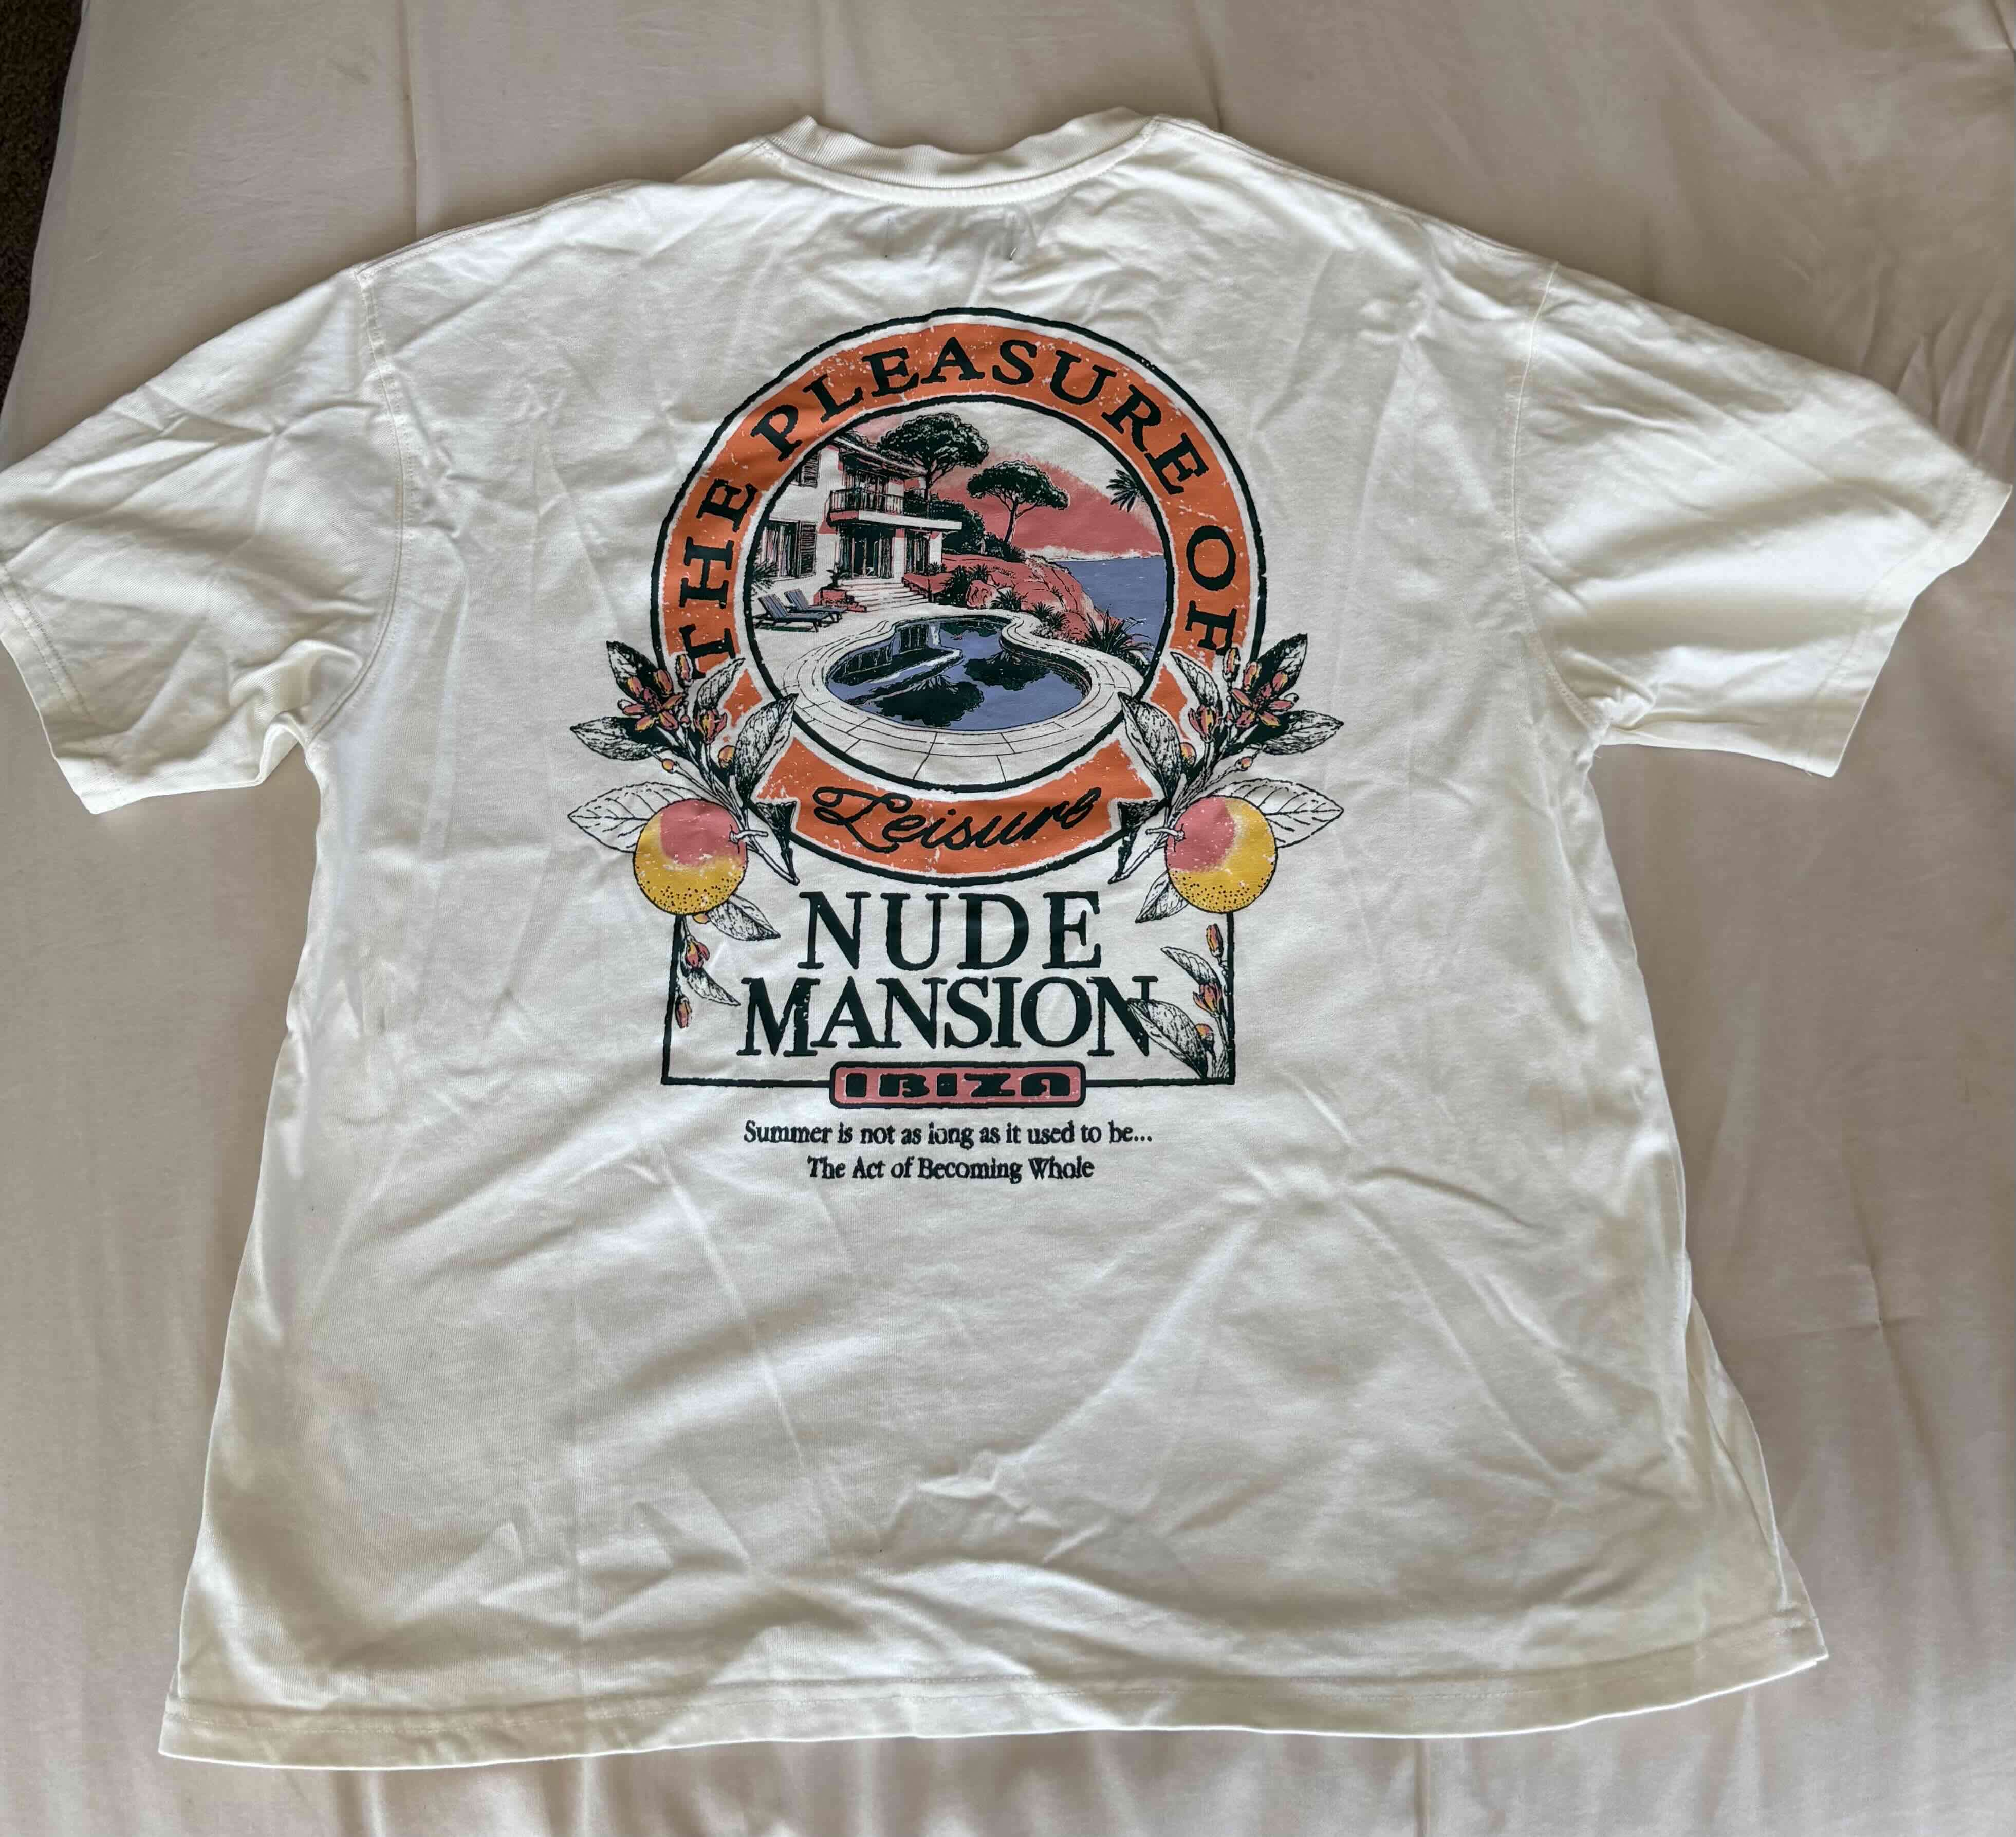 THE PLEASURE OF
Leisure
NUDE
MANSION
IBIZA
Summer is not as long as it used to be...
The Act of Becoming Whole